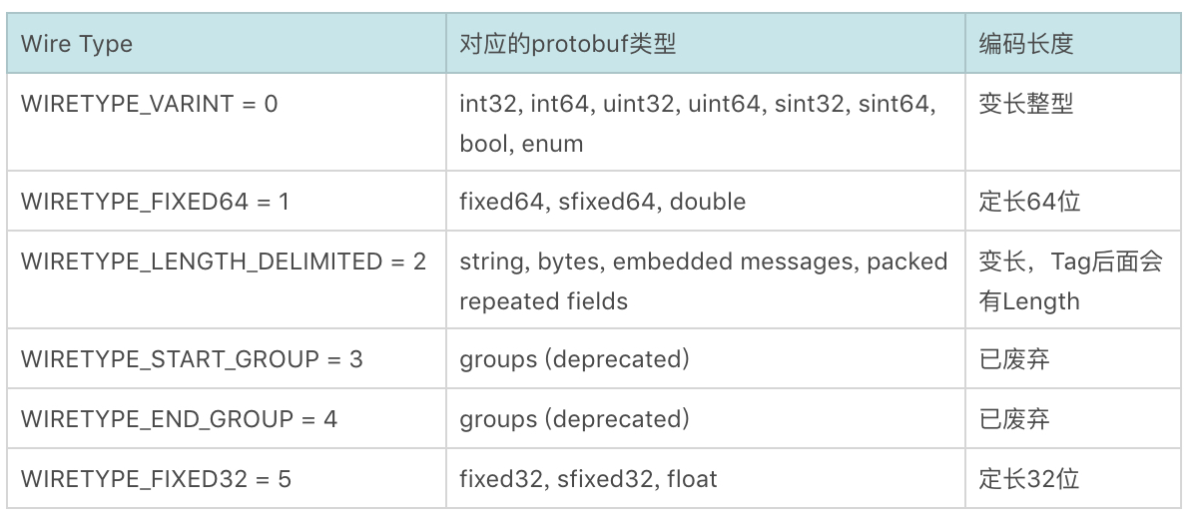 Wire Type 对应的protobuf类型 编码长度
WIRETYPE_VARINT = 0 int32, int64, uint32, uint64, sint32, sint64, 变长整型
bool, enum
WIRETYPE_FIXED64 = 1 fixed64, sfixed64, double 定长64位
WIRETYPE_LENGTH_DELIMITED = 2 string, bytes, embedded messages, packed 变长，Tag后面会
repeated fields 有Length
WIRETYPE_START_GROUP = 3 groups (deprecated) 已废弃
WIRETYPE_END_GROUP = 4 groups (deprecated) 已废弃
WIRETYPE_FIXED32 = 5 fixed32, sfixed32, float 定长32位